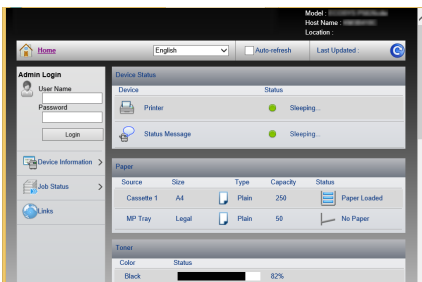 Model :
Host Name :
Location :
Home English Auto-refresh Last Updated :
Admin Login
User Name
Password
Login
Device Information
Job Status
Links
Device Status
Device Status
Printer Sleeping...
Status Message Sleeping...
Paper
Source Size Type Capacity Status
Cassette 1 A4 Plain 250 Paper Loaded
MP Tray Legal Plain 50 No Paper
Toner
Color Status
Black 82%